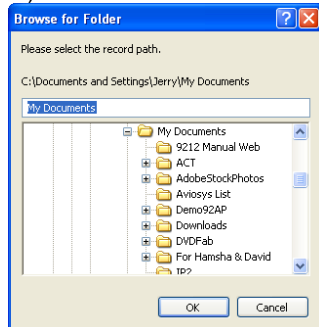 Browse for Folder
Please select the record path.
C:\Documents and Settings\Jerry\My Documents
My Documents
My Documents
9212 Manual Web
ACT
AdobeStockPhotos
Aviosys List
Demo92AP
Downloads
DVDFab
For Hamsha & David
IP2
OK Cancel